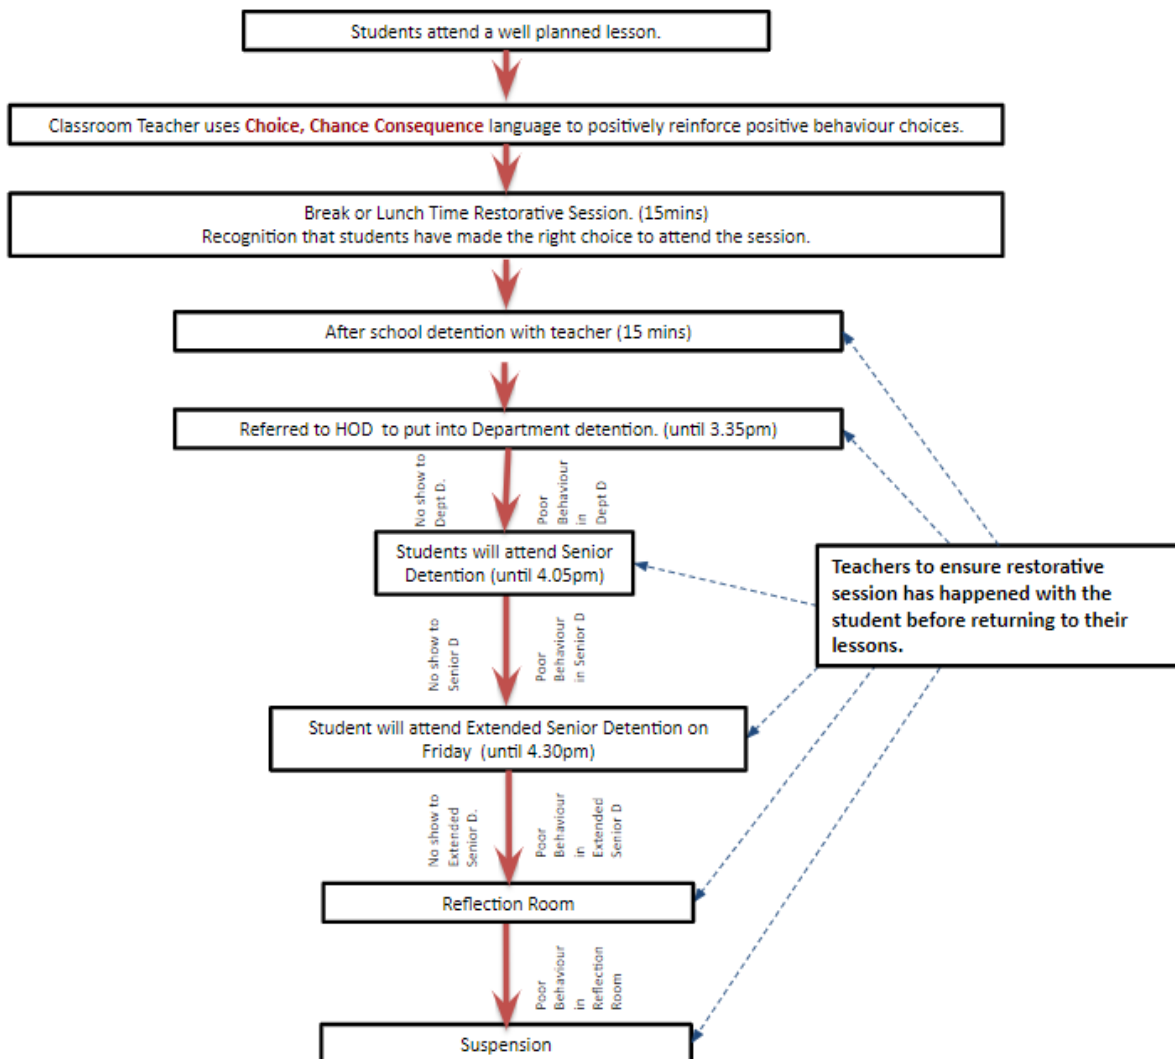 Students attend a well planned lesson.
Classroom Teacher uses Choice, Chance Consequence language to positively reinforce positive behaviour choices.
Break or Lunch Time Restorative Session. (15mins)
Recognition that students have made the right choice to attend the session.
After school detention with teacher (15 mins)
Referred to HOD  to put into Department detention. (until 3.35pm)
No show to
Dept D.
Poor
Behaviour
in
Dept D
Students will attend Senior
Detention (until 4.05pm)
Teachers to ensure restorative
session has happened with the
student before returning to their
lessons.
No show to
Senior D
Poor
Behaviour
in Senior D
Student will attend Extended Senior Detention on
Friday  (until 4.30pm)
No show to
Extended
Senior D.
Poor
Behaviour
in
Extended
Senior D
Reflection Room
Poor
Behaviour
in
Reflection
Room
Suspension